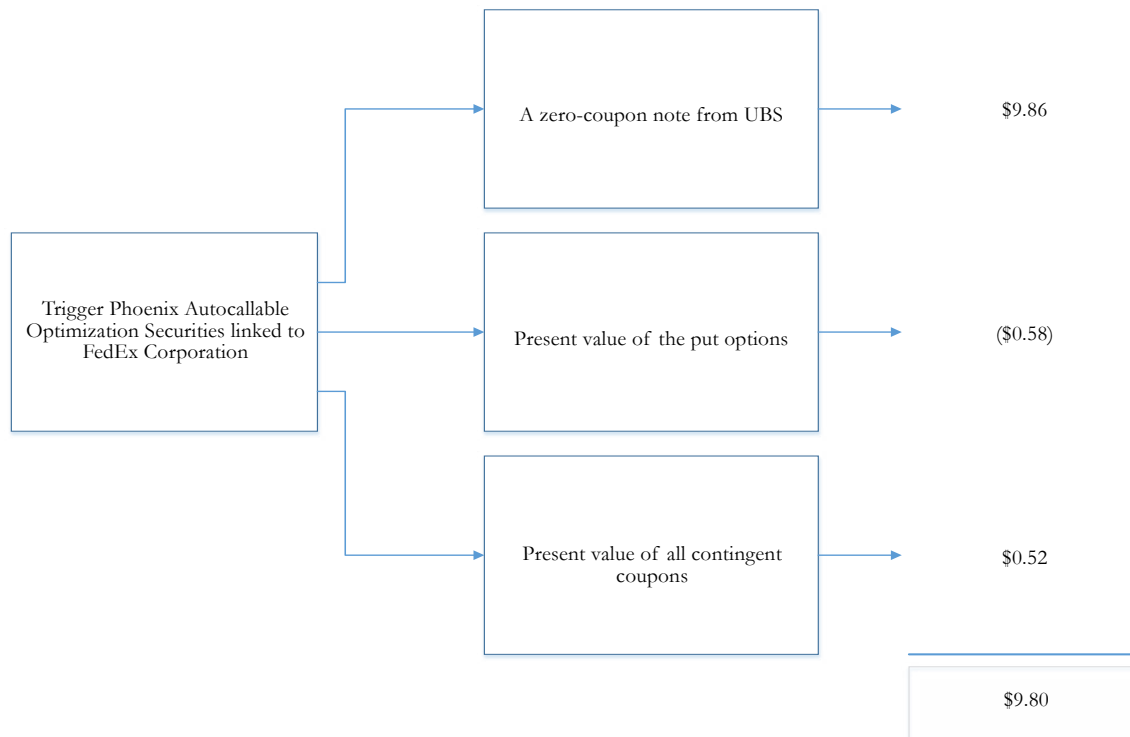 A zero-coupon note from UBS
$9.86
Trigger Phoenix Autocallable
Optimization Securities linked to
FedEx Corporation
Present value of the put options
($0.58)
Present value of all contingent
coupons
$0.52
$9.80